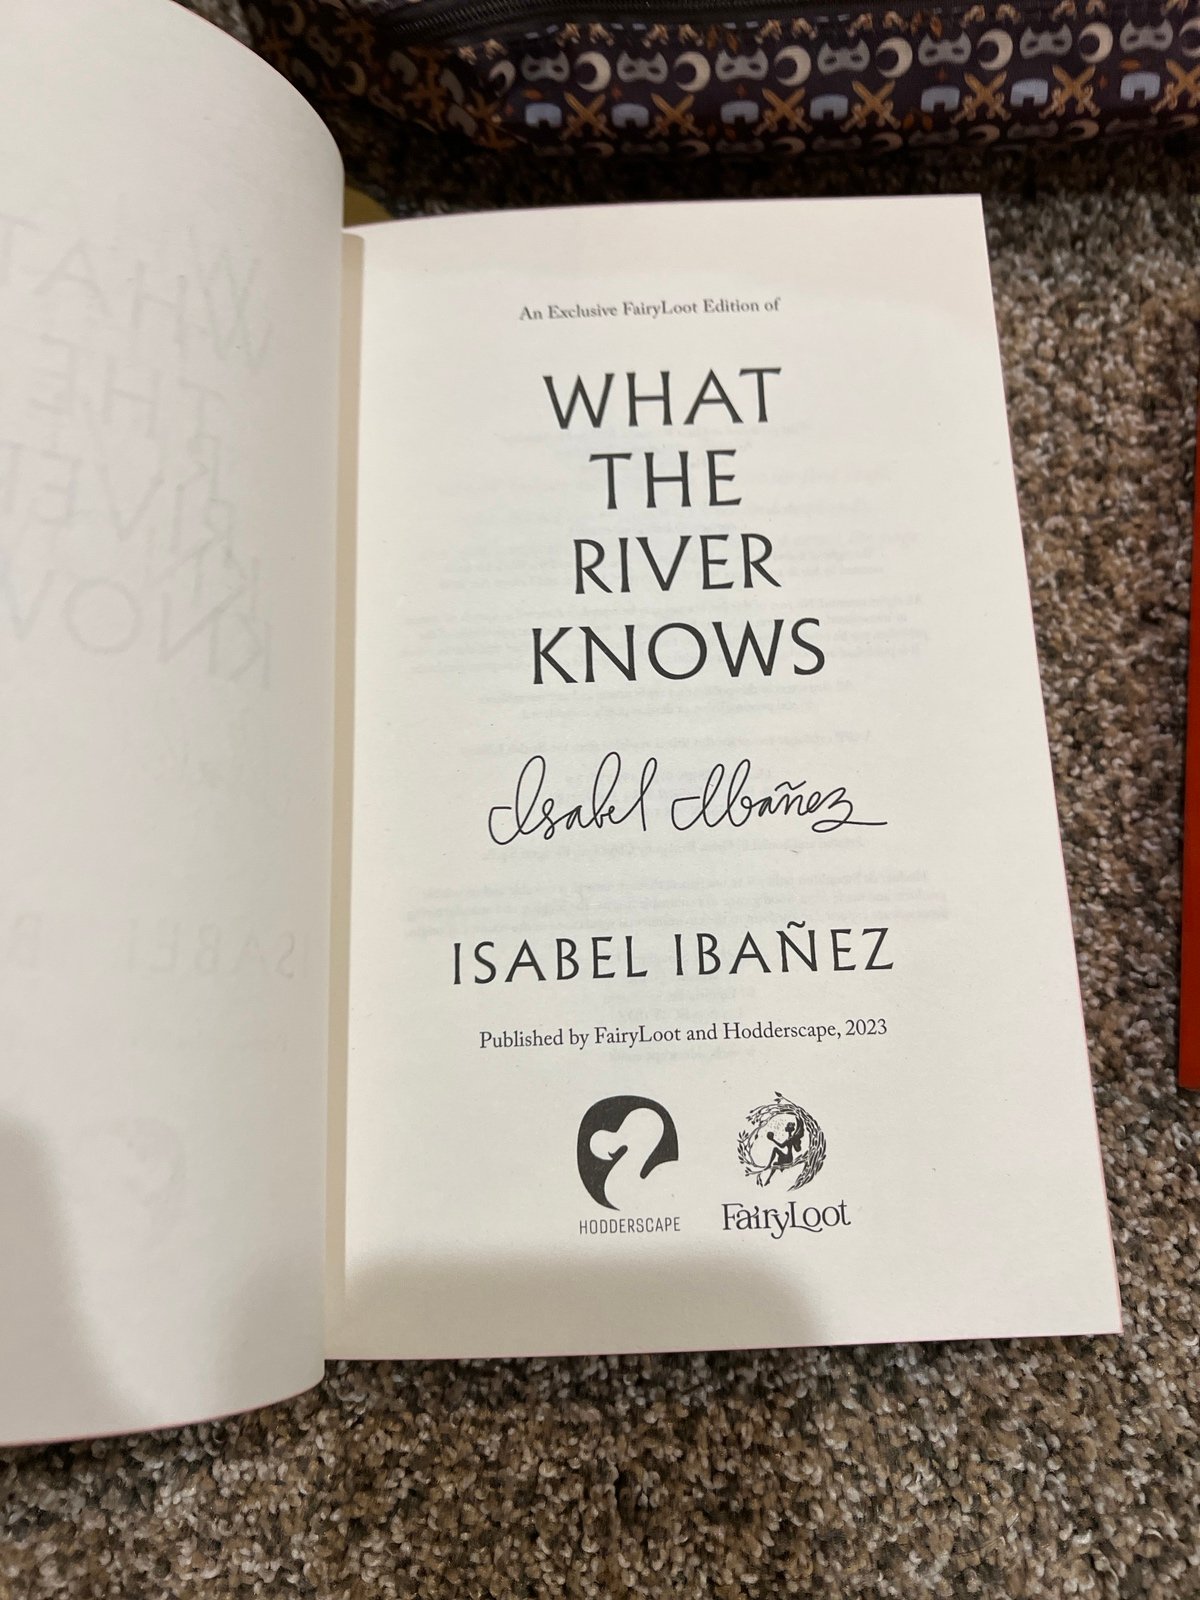 An Exclusive FairyLoot Edition of
WHAT
THE
RIVER
KNOWS
Isabel Ibañez
ISABEL IBAÑEZ
Published by FairyLoot and Hodderscape, 2023
HODDERSCAPE
FairyLoot